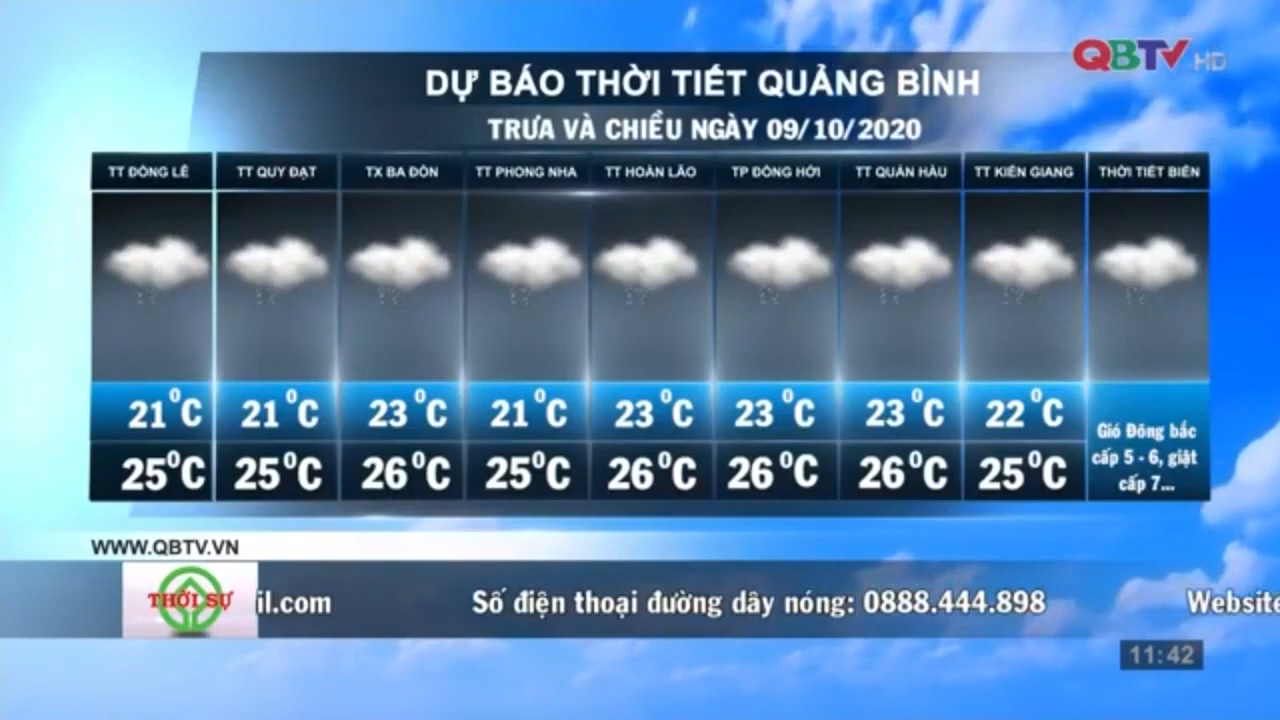 QBTV HD
DỰ BÁO THỜI TIẾT QUẢNG BÌNH
TRƯA VÀ CHIỀU NGÀY 09/10/2020
TT ĐỒNG LÊ TT QUY ĐẠT TX BA ĐỒN TT PHONG NHA TT HOÀN LÃO TP ĐỒNG HỚI TT QUÁN HÀU TT KIẾN GIANG THỜI TIẾT BIỂN
21°C 21°C 23°C 21°C 23°C 23°C 23°C 22°C
25°C 25°C 26°C 25°C 26°C 26°C 26°C 25°C
Gió Đông bắc
cấp 5 - 6, giật
cấp 7...
WWW.QBTV.VN
THỜI SỰ il.com Số điện thoại đường dây nóng: 0888.444.898 Website
11:42